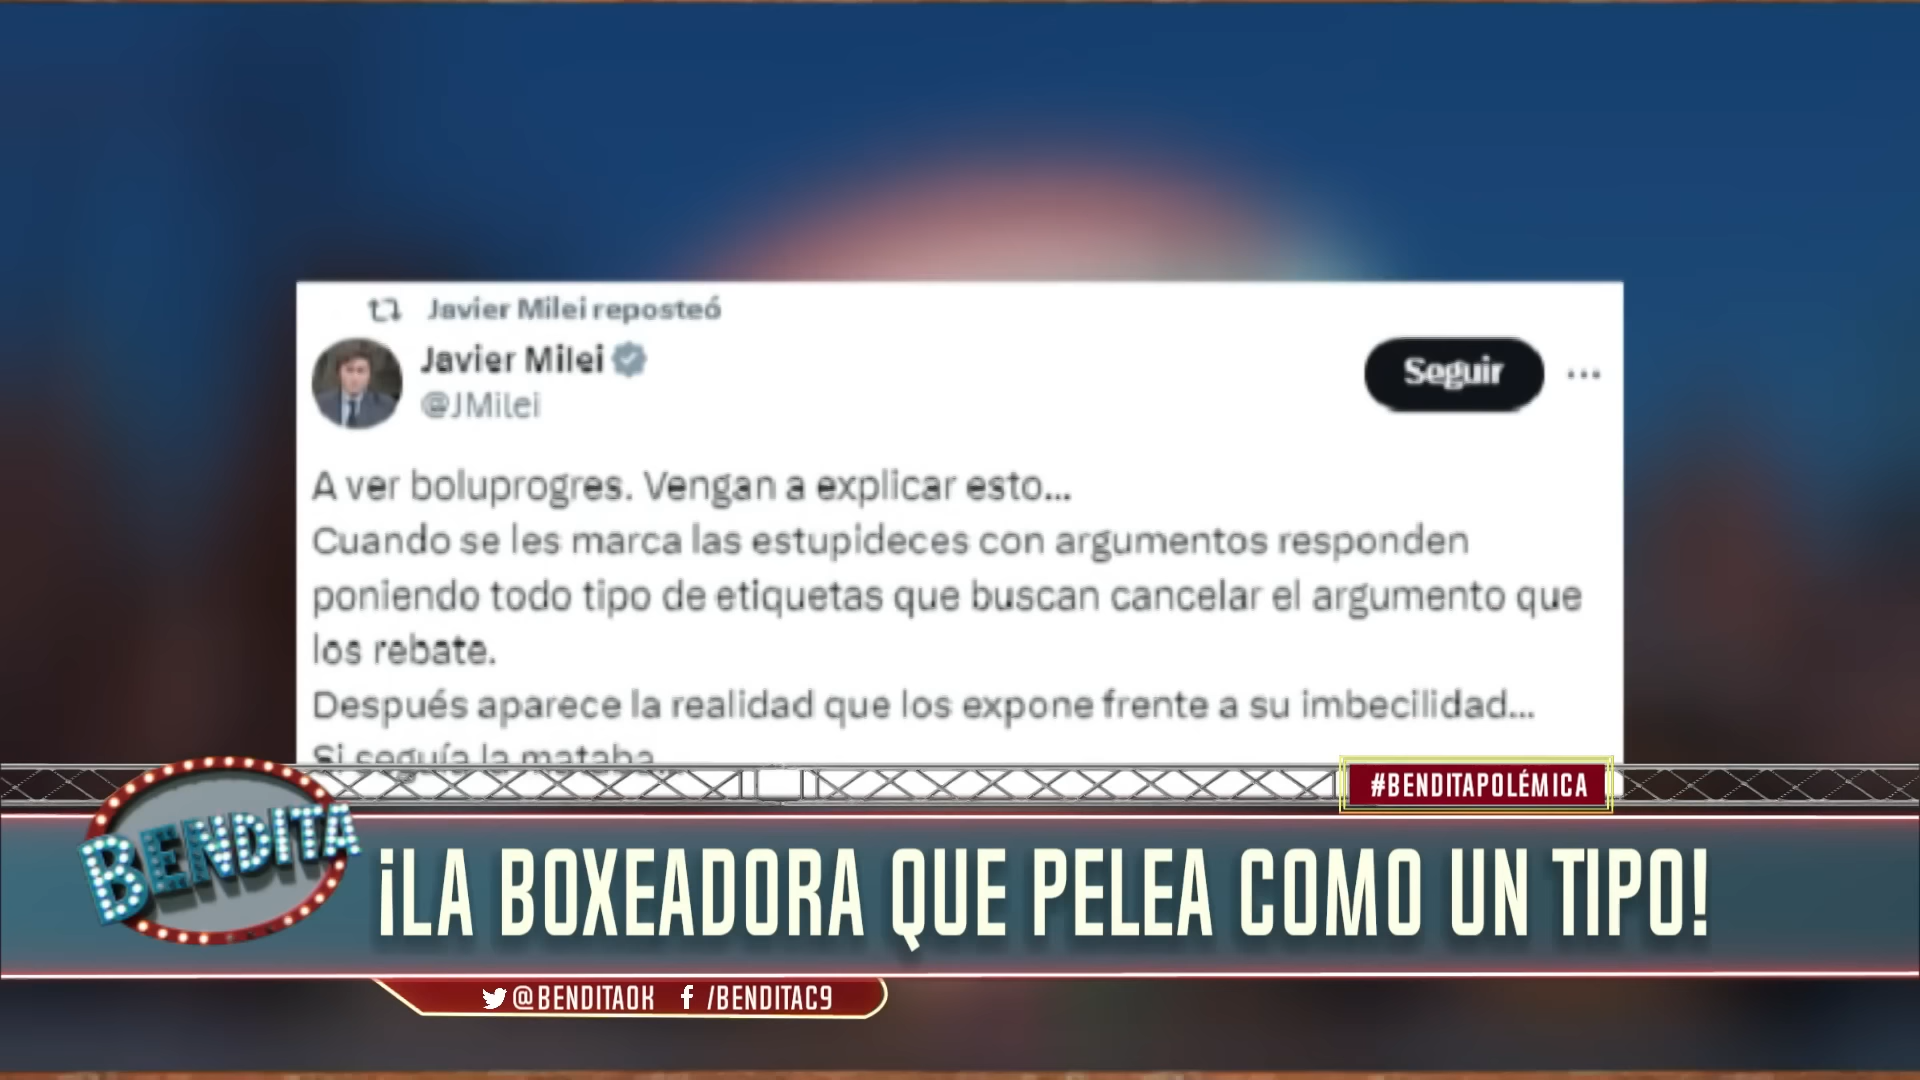 Javier Milei reposteó
Javier Milei
@JMilei
Seguir
A ver boluprogres. Vengan a explicar esto...
Cuando se les marca las estupideces con argumentos responden
poniendo todo tipo de etiquetas que buscan cancelar el argumento que
los rebate.
Después aparece la realidad que los expone frente a su imbecilidad...
Si seguía la mataba
#BENDITAPOLÉMICA
BENDITA
¡LA BOXEADORA QUE PELEA COMO UN TIPO!
@BENDITAOK /BENDITAC9